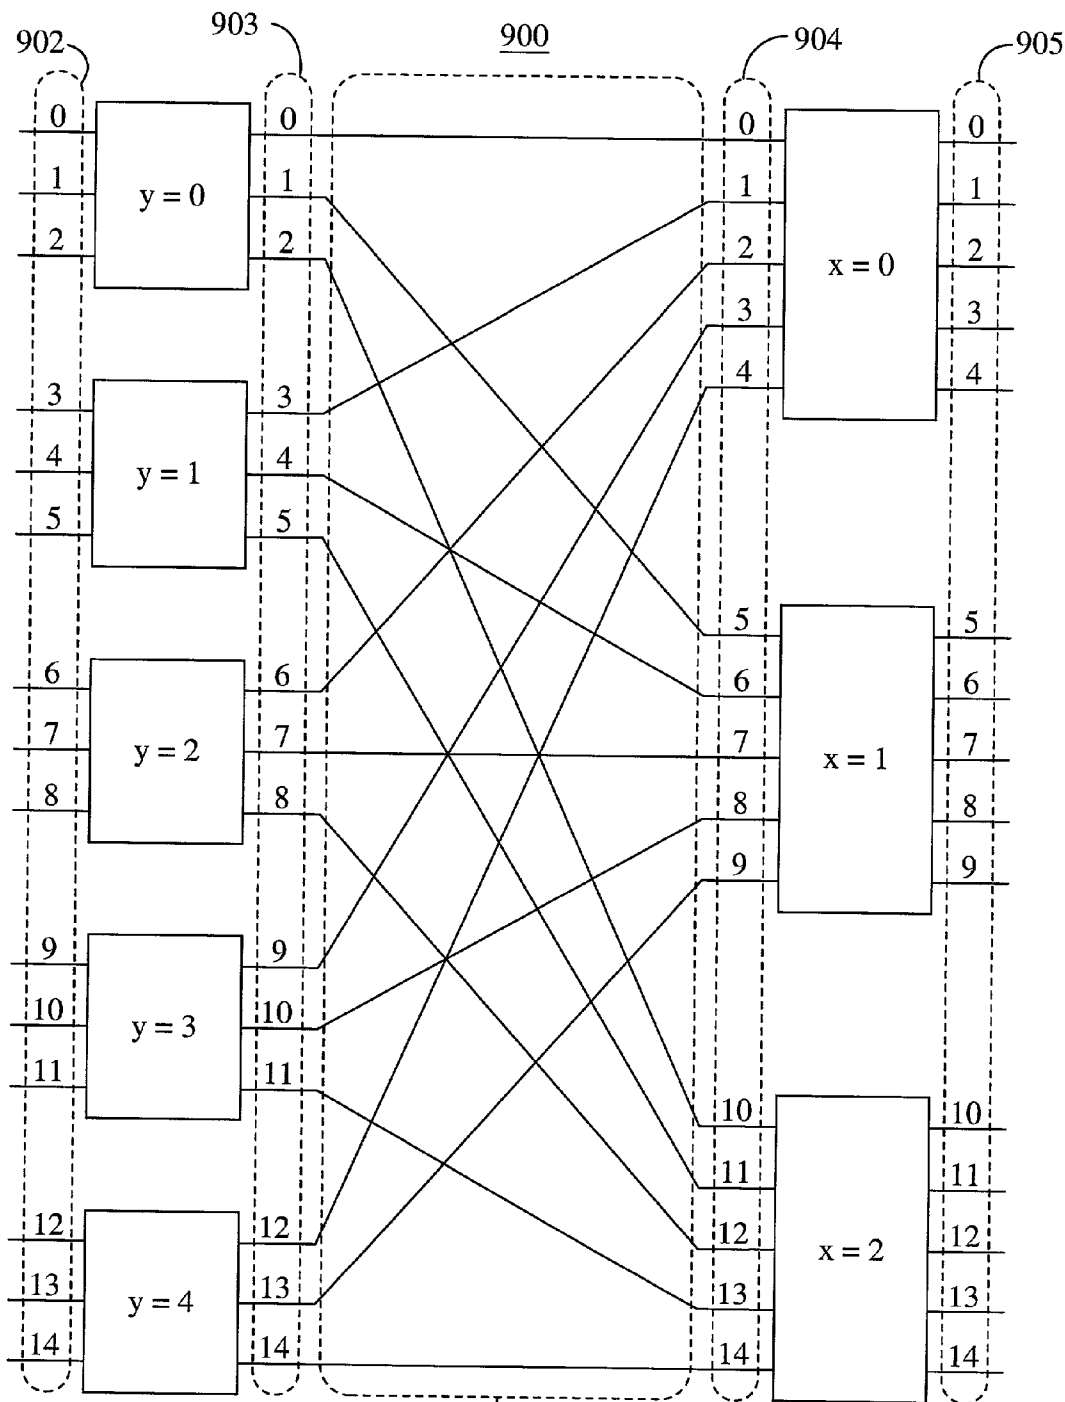 902
903
900
904
905
0 0 0 0
1 1 1 1
2 2 2 2
y = 0
x = 0
3 3 3 3
4 4 4 4
5 5
y = 1
5 5
6 6 6 6
7 7 7 7
8 8 8 8
y = 2
x = 1
9 9
9 9
10 10
11 11
y = 3
10 10
11 11
12 12 12 12
13 13 13 13
14 14 14 14
y = 4
x = 2